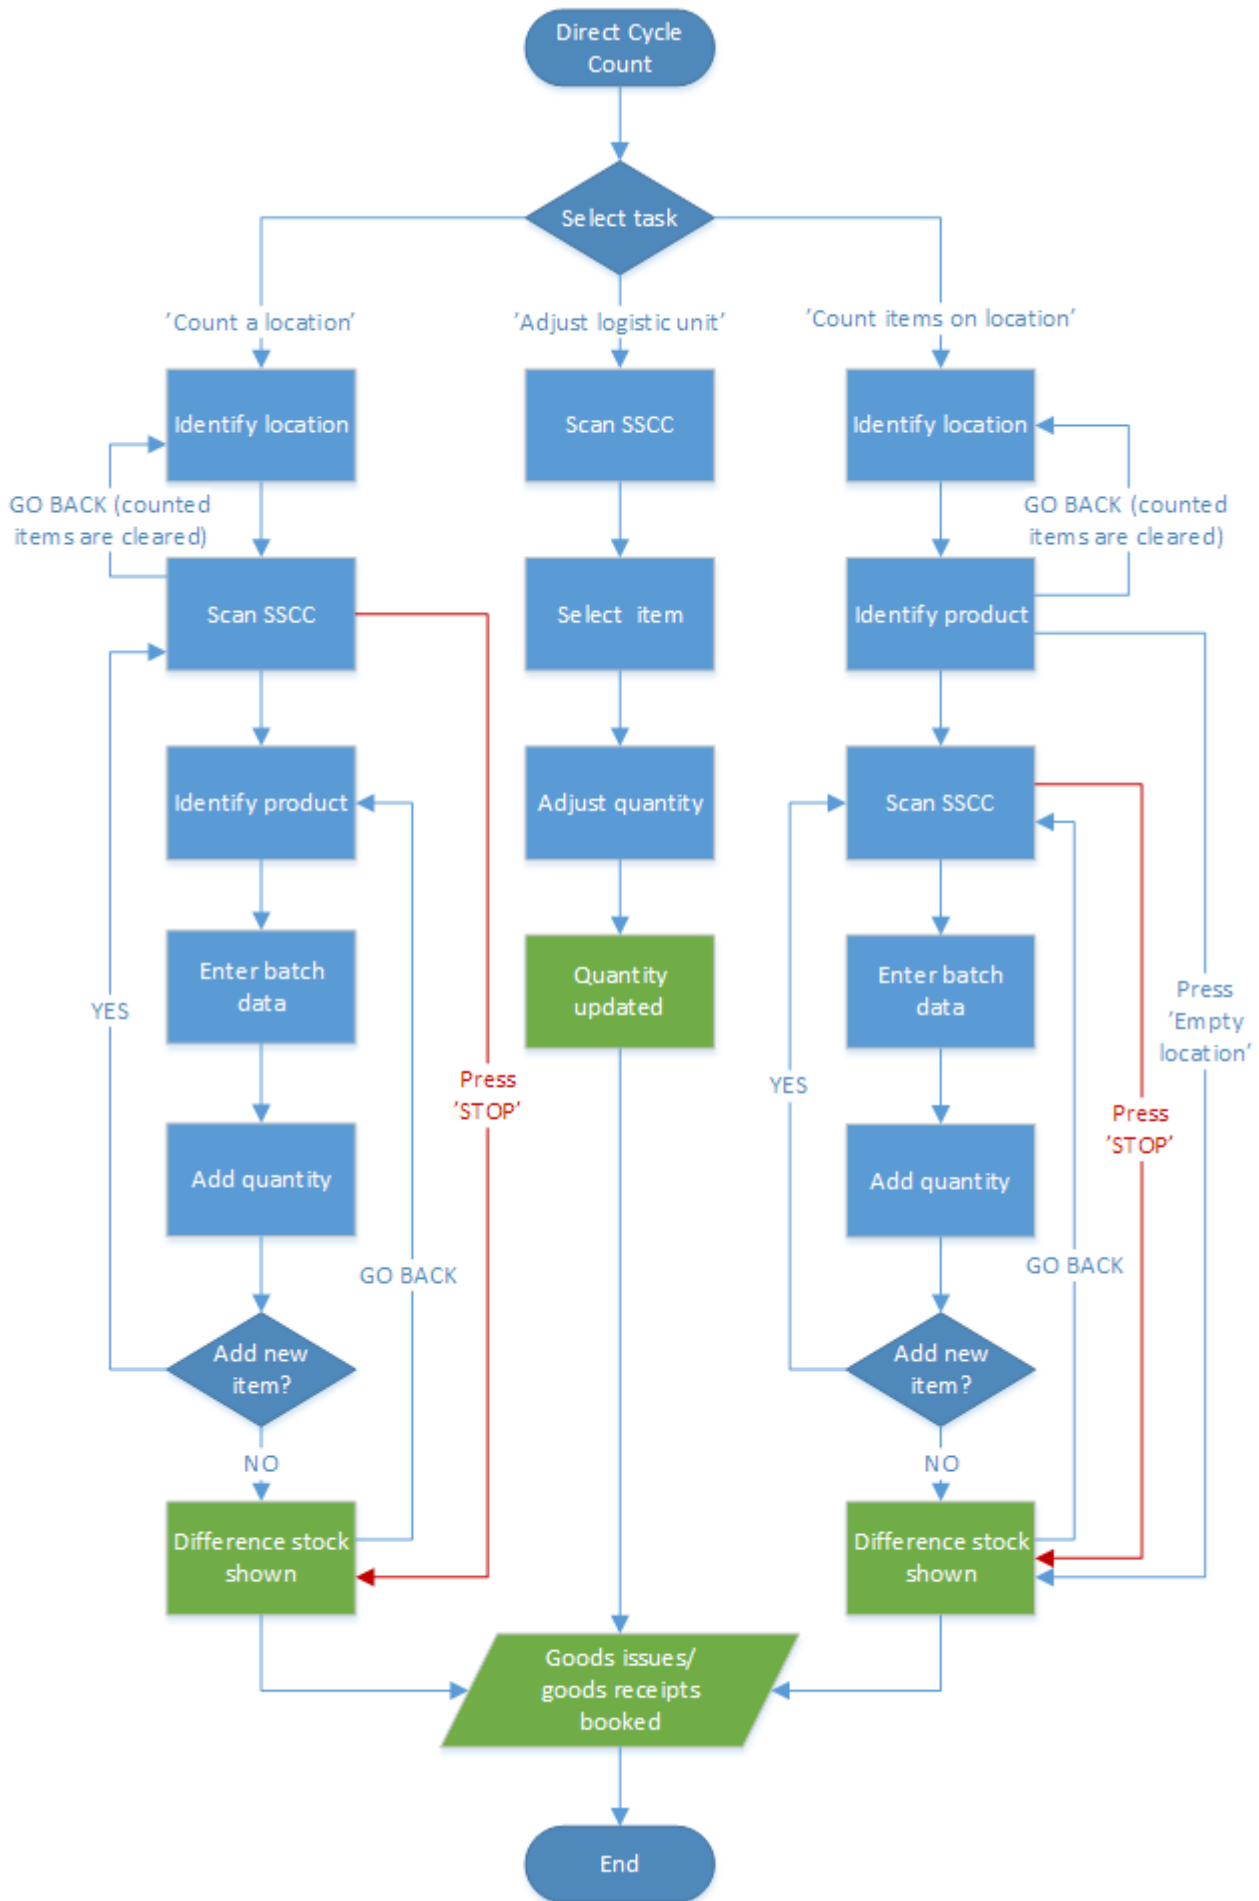 Direct Cycle
Count
Select task
'Count a location'
'Adjust logistic unit'
'Count items on location'
Identify location
Scan SSCC
Identify location
GO BACK (counted
items are cleared)
GO BACK (counted
items are cleared)
Scan SSCC
Select item
Identify product
Identify product
Adjust quantity
Scan SSCC
Enter batch
data
Quantity
updated
Enter batch
data
YES
Press
'Empty
location'
Press
'STOP'
YES
Press
'STOP'
Add quantity
Add quantity
GO BACK
GO BACK
Add new
item?
Add new
item?
NO
NO
Difference stock
shown
Difference stock
shown
Goods issues/
goods receipts
booked
End